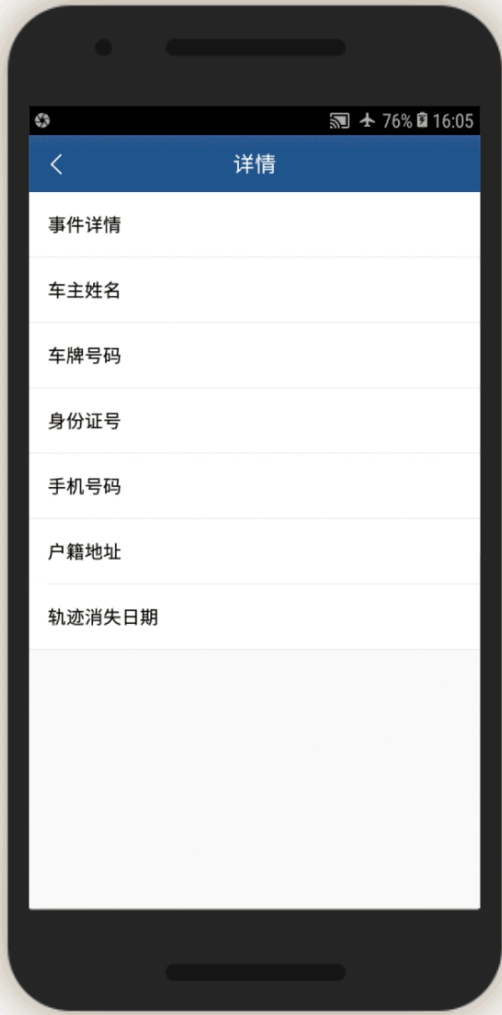 76% 16:05
详情
事件详情
车主姓名
车牌号码
身份证号
手机号码
户籍地址
轨迹消失日期